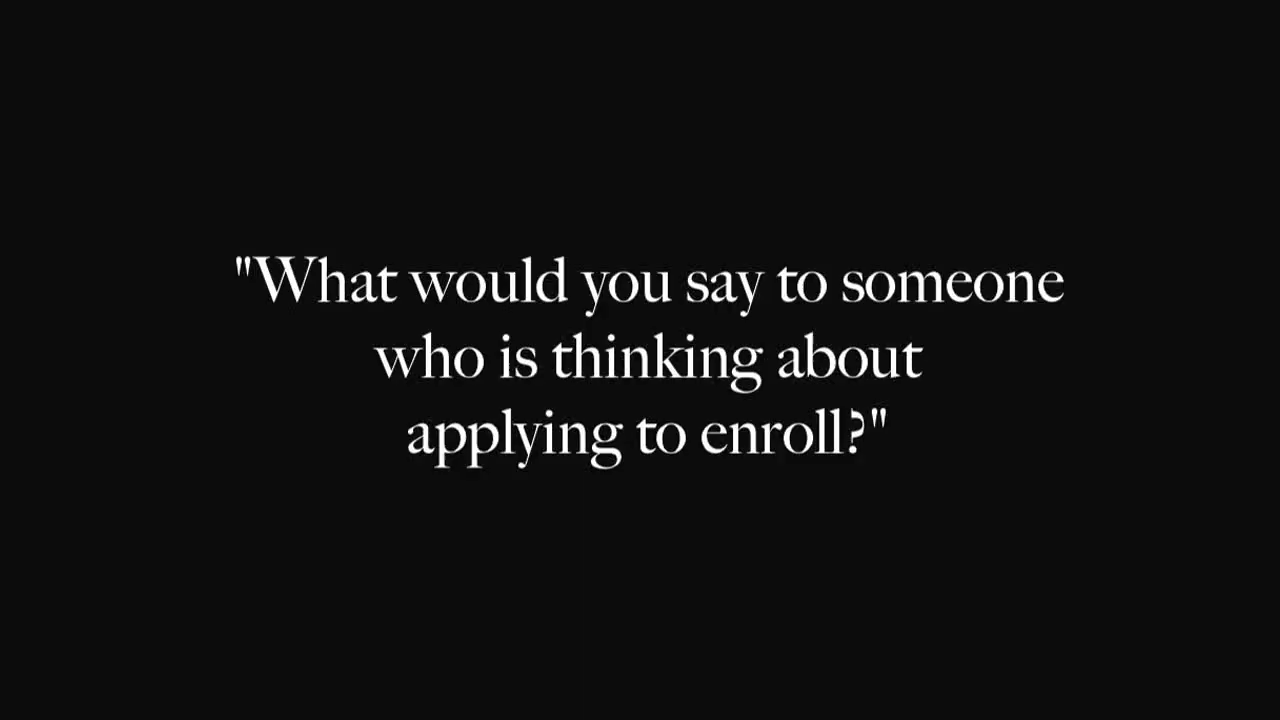 "What would you say to someone
who is thinking about
applying to enroll?"